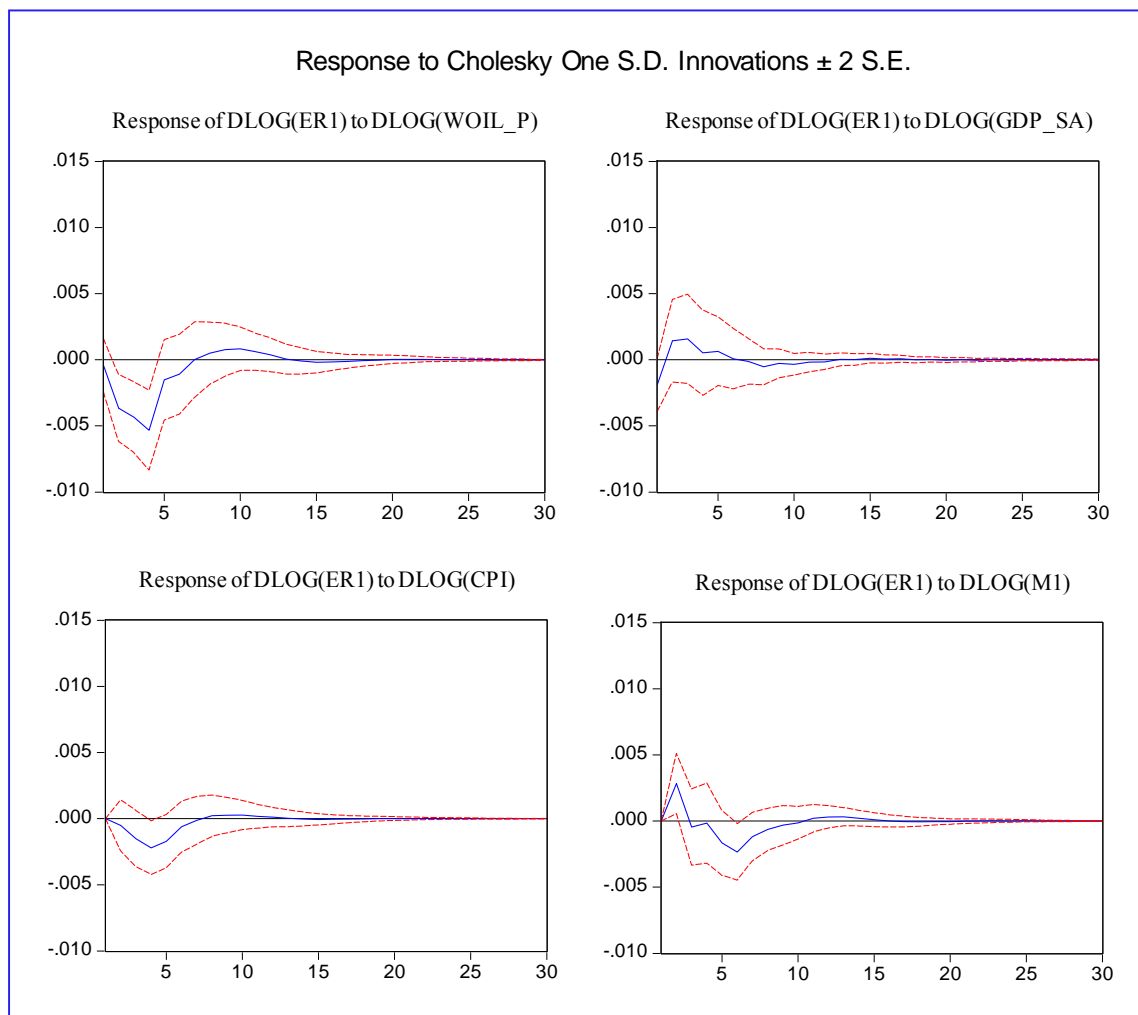 Response to Cholesky One S.D. Innovations ± 2 S.E.
Response of DLOG(ER1) to DLOG(WOIL_P)
.015
.010
.005
.000
-.005
-.010
5 10 15 20 25 30
Response of DLOG(ER1) to DLOG(GDP_SA)
.015
.010
.005
.000
-.005
-.010
5 10 15 20 25 30
Response of DLOG(ER1) to DLOG(CPI)
.015
.010
.005
.000
-.005
-.010
5 10 15 20 25 30
Response of DLOG(ER1) to DLOG(M1)
.015
.010
.005
.000
-.005
-.010
5 10 15 20 25 30